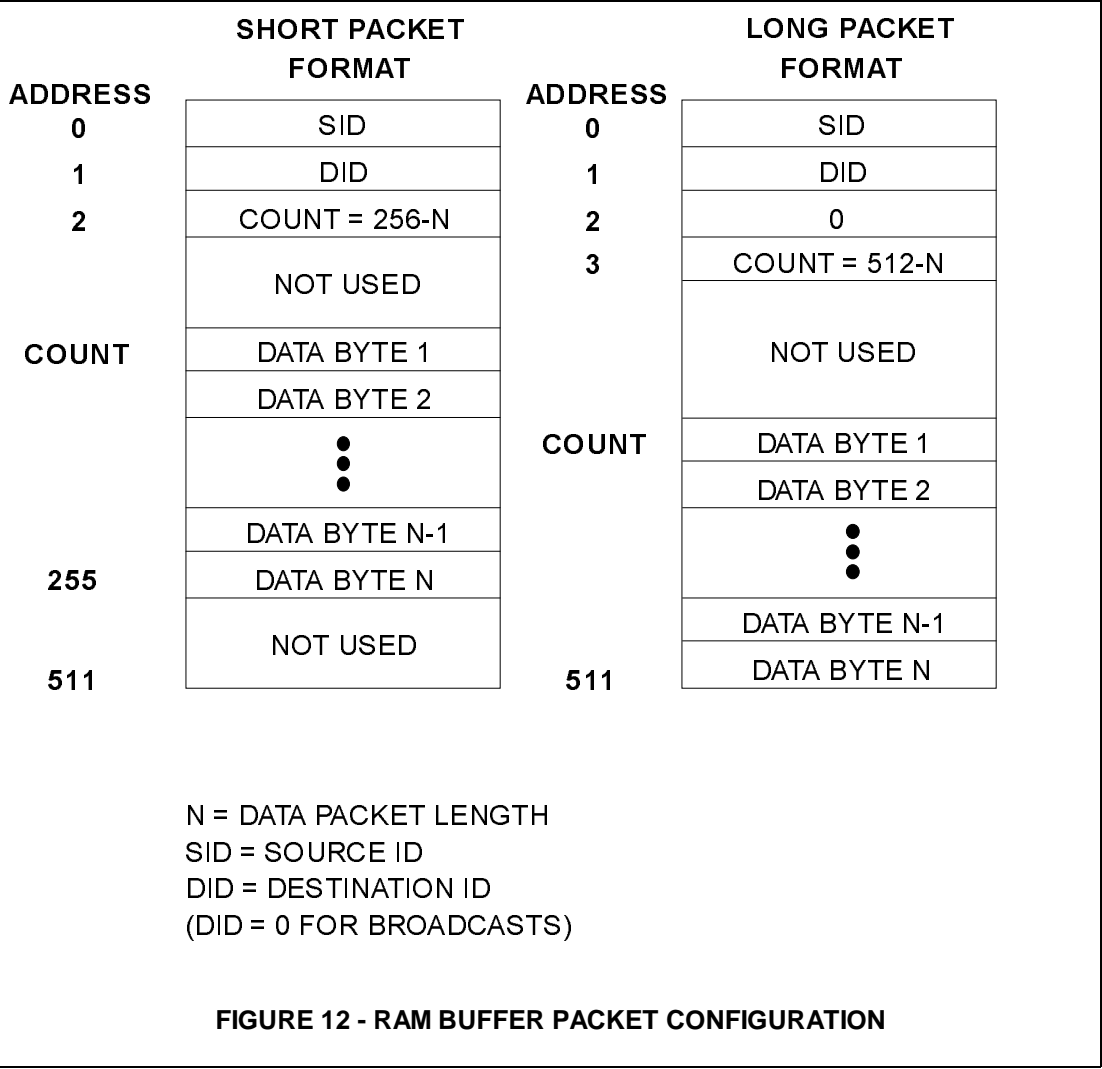 SHORT PACKET
FORMAT
ADDRESS
0 SID
1 DID
2 COUNT = 256-N
NOT USED
COUNT DATA BYTE 1
DATA BYTE 2
DATA BYTE N-1
255 DATA BYTE N
NOT USED
511
LONG PACKET
FORMAT
ADDRESS
0 SID
1 DID
2 0
3 COUNT = 512-N
NOT USED
COUNT DATA BYTE 1
DATA BYTE 2
DATA BYTE N-1
511 DATA BYTE N
N = DATA PACKET LENGTH
SID = SOURCE ID
DID = DESTINATION ID
(DID = 0 FOR BROADCASTS)
FIGURE 12 - RAM BUFFER PACKET CONFIGURATION